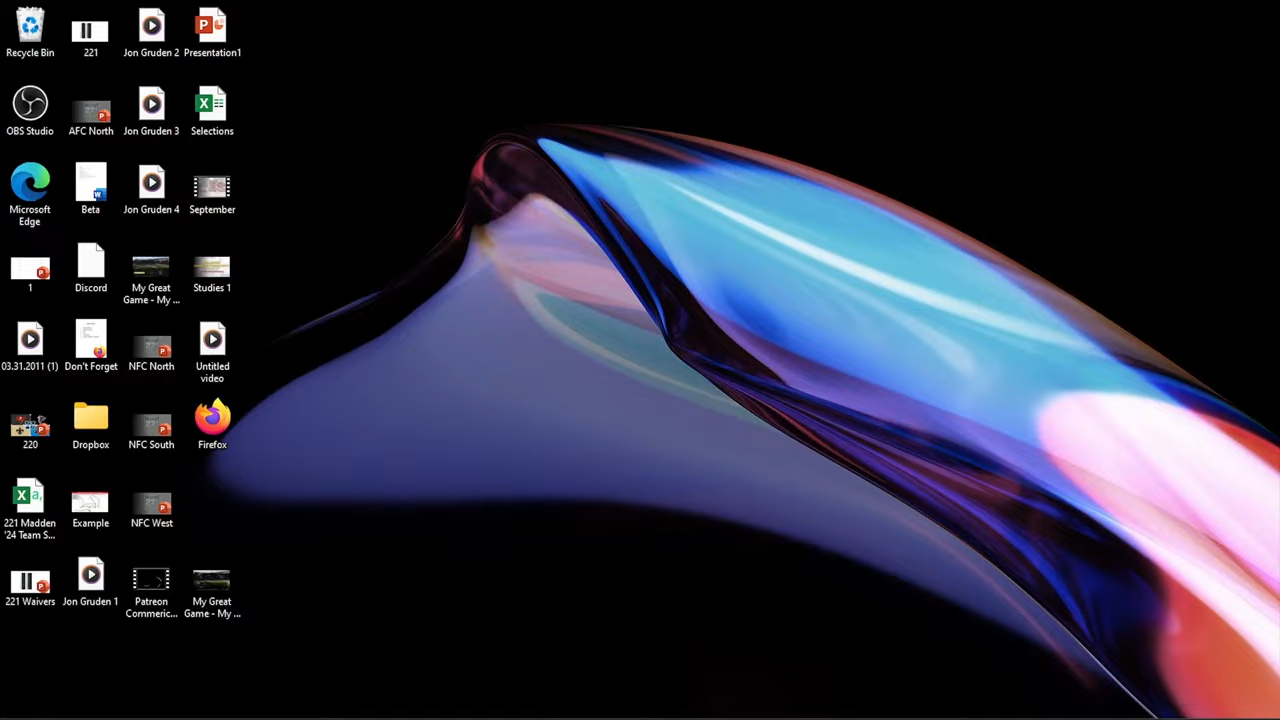 Recycle Bin
221
Jon Gruden 2
Presentation1
OBS Studio
AFC North
Jon Gruden 3
Selections
Microsoft
Edge
Beta
Jon Gruden 4
September
1
Discord
My Great
Game - My ...
Studies 1
03.31.2011 (1)
Don't Forget
NFC North
Untitled
video
220
Dropbox
NFC South
Firefox
221 Madden
'24 Team S...
Example
NFC West
221 Waivers
Jon Gruden 1
Patreon
Commeric...
My Great
Game - My ...